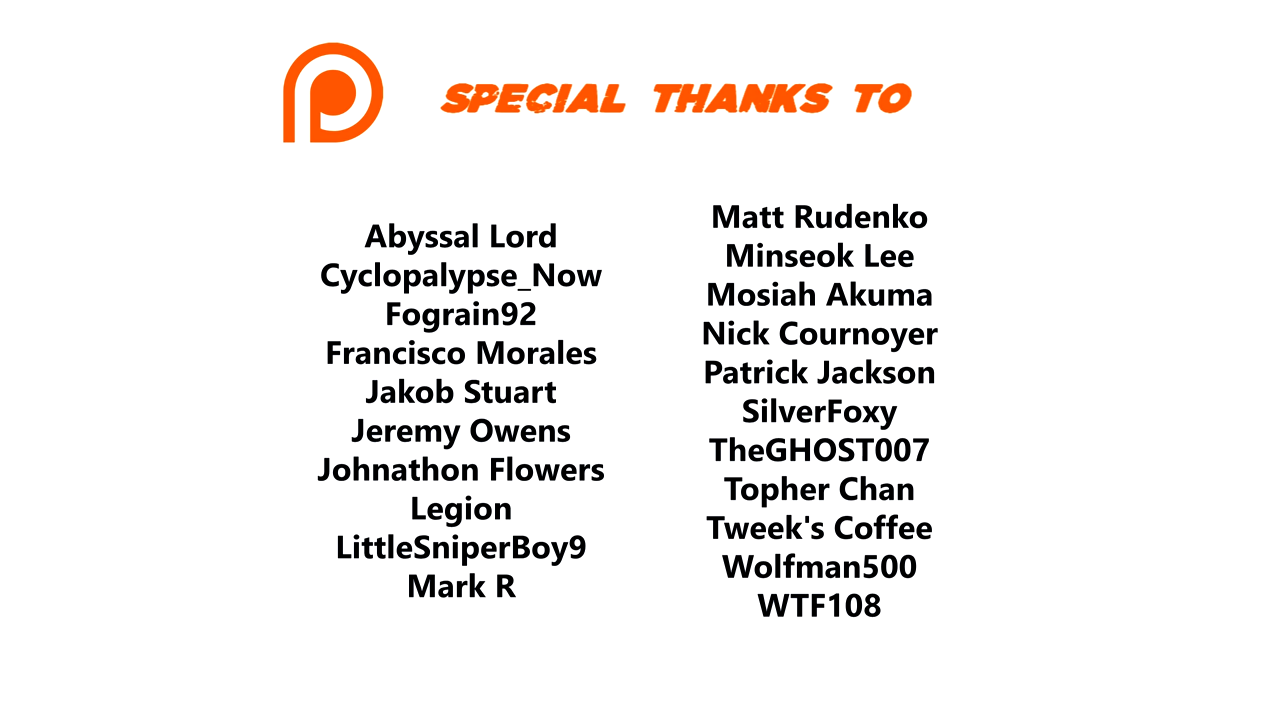 SPECIAL THANKS TO
Abyssal Lord
Cyclopalypse_Now
Fograin92
Francisco Morales
Jakob Stuart
Jeremy Owens
Johnathon Flowers
Legion
LittleSniperBoy9
Mark R
Matt Rudenko
Minseok Lee
Mosiah Akuma
Nick Cournoyer
Patrick Jackson
SilverFoxy
TheGHOST007
Topher Chan
Tweek's Coffee
Wolfman500
WTF108